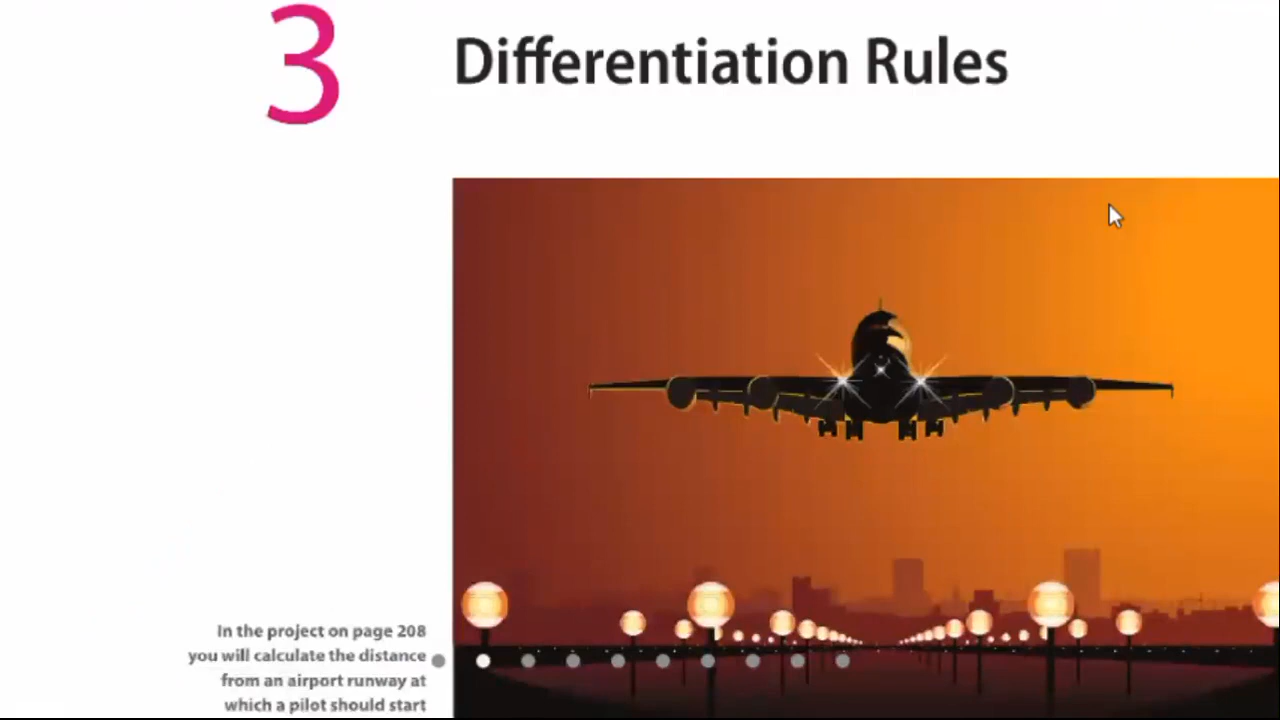 3
Differentiation Rules
In the project on page 208
you will calculate the distance
from an airport runway at
which a pilot should start